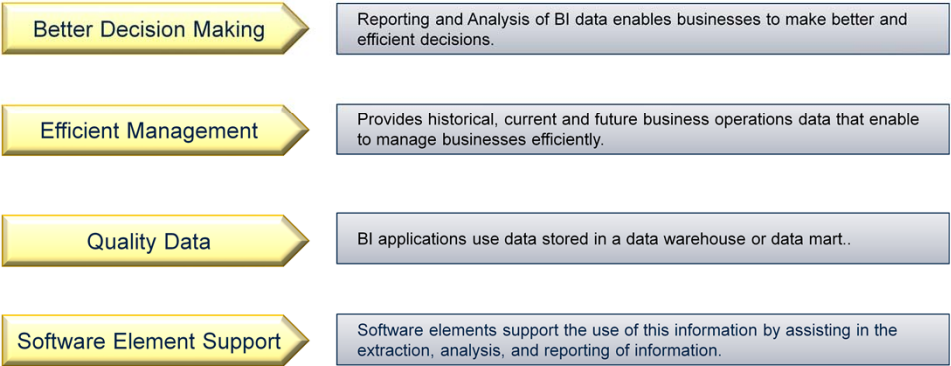 Better Decision Making
Reporting and Analysis of BI data enables businesses to make better and
efficient decisions.
Efficient Management
Provides historical, current and future business operations data that enable
to manage businesses efficiently.
Quality Data
BI applications use data stored in a data warehouse or data mart..
Software Element Support
Software elements support the use of this information by assisting in the
extraction, analysis, and reporting of information.